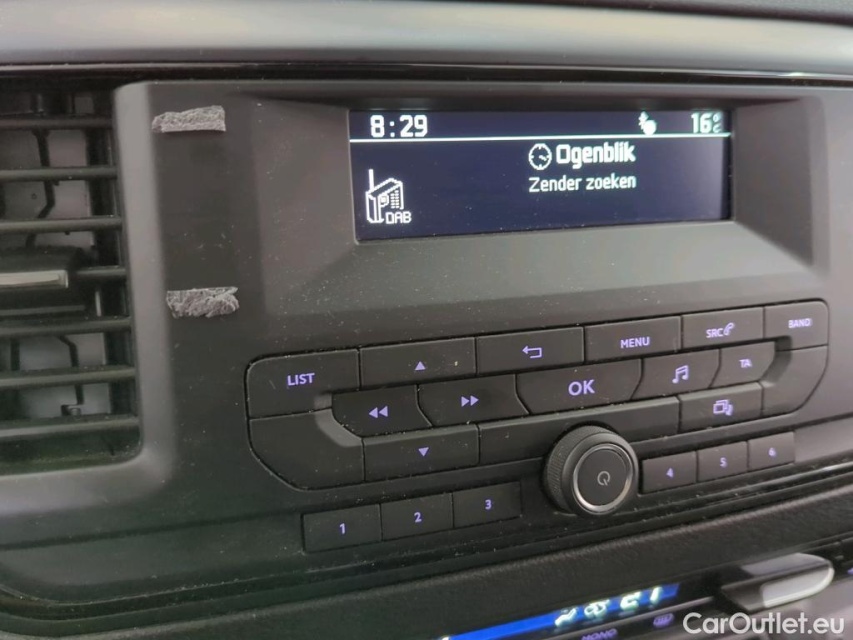 8:29
16°
Ogenblik
Zender zoeken
DAB
LIST
MENU
SRC
BAND
OK
TA
1
2
3
4
5
6
MONO
CarOutlet.eu